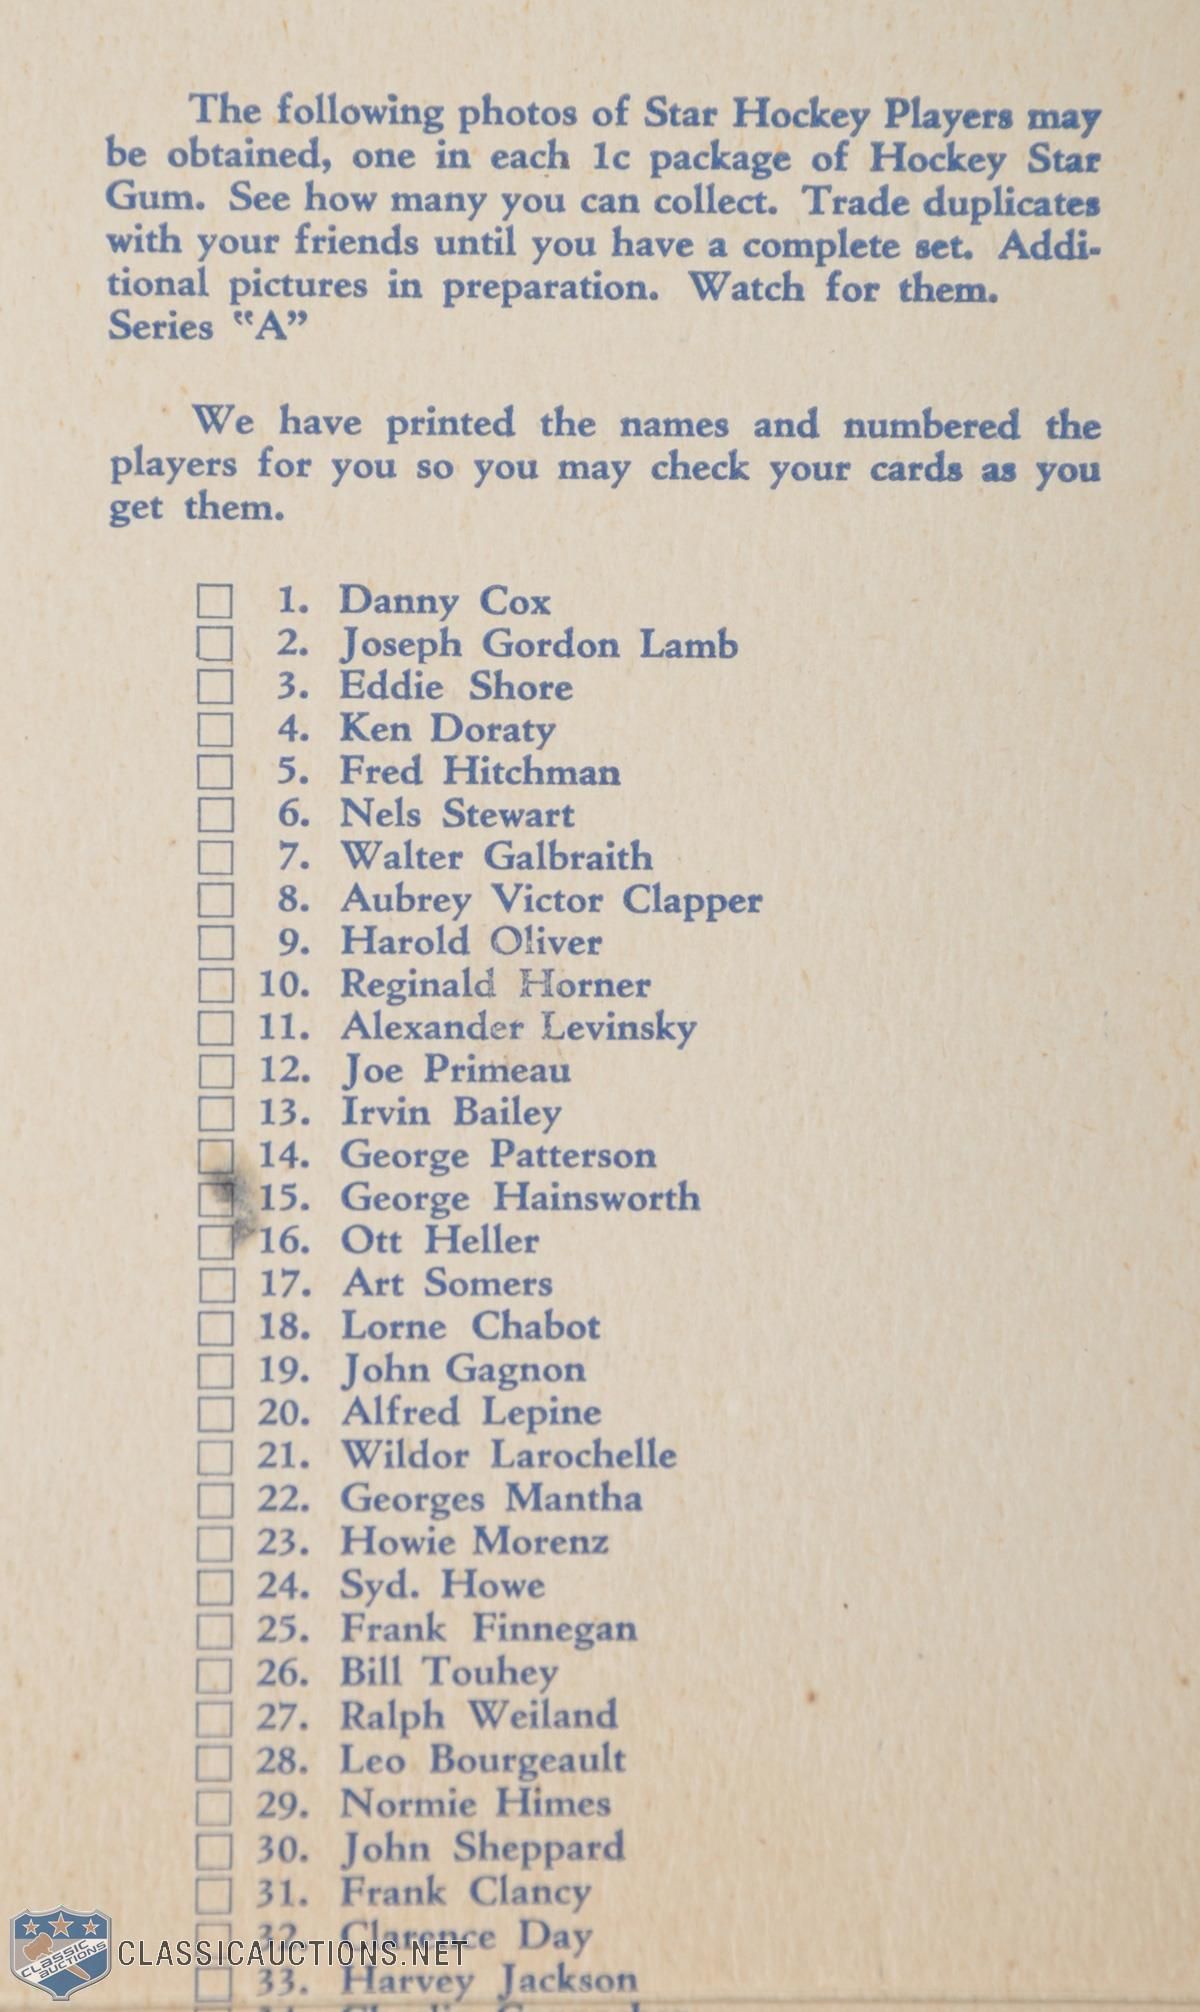 The following photos of Star Hockey Players may
be obtained, one in each 1c package of Hockey Star
Gum. See how many you can collect. Trade duplicates
with your friends until you have a complete set. Addi-
tional pictures in preparation. Watch for them.
Series "A"
We have printed the names and numbered the
players for you so you may check your cards as you
get them.
1. Danny Cox
2. Joseph Gordon Lamb
3. Eddie Shore
4. Ken Doraty
5. Fred Hitchman
6. Nels Stewart
7. Walter Galbraith
8. Aubrey Victor Clapper
9. Harold Oliver
10. Reginald Horner
11. Alexander Levinsky
12. Joe Primeau
13. Irvin Bailey
14. George Patterson
15. George Hainsworth
16. Ott Heller
17. Art Somers
18. Lorne Chabot
19. John Gagnon
20. Alfred Lepine
21. Wildor Larochelle
22. Georges Mantha
23. Howie Morenz
24. Syd. Howe
25. Frank Finnegan
26. Bill Touhey
27. Ralph Weiland
28. Leo Bourgeault
29. Normie Himes
30. John Sheppard
31. Frank Clancy
32. Clarence Day
33. Harvey Jackson
CLASSIC AUCTIONS
CLASSICAUCTIONS.NET